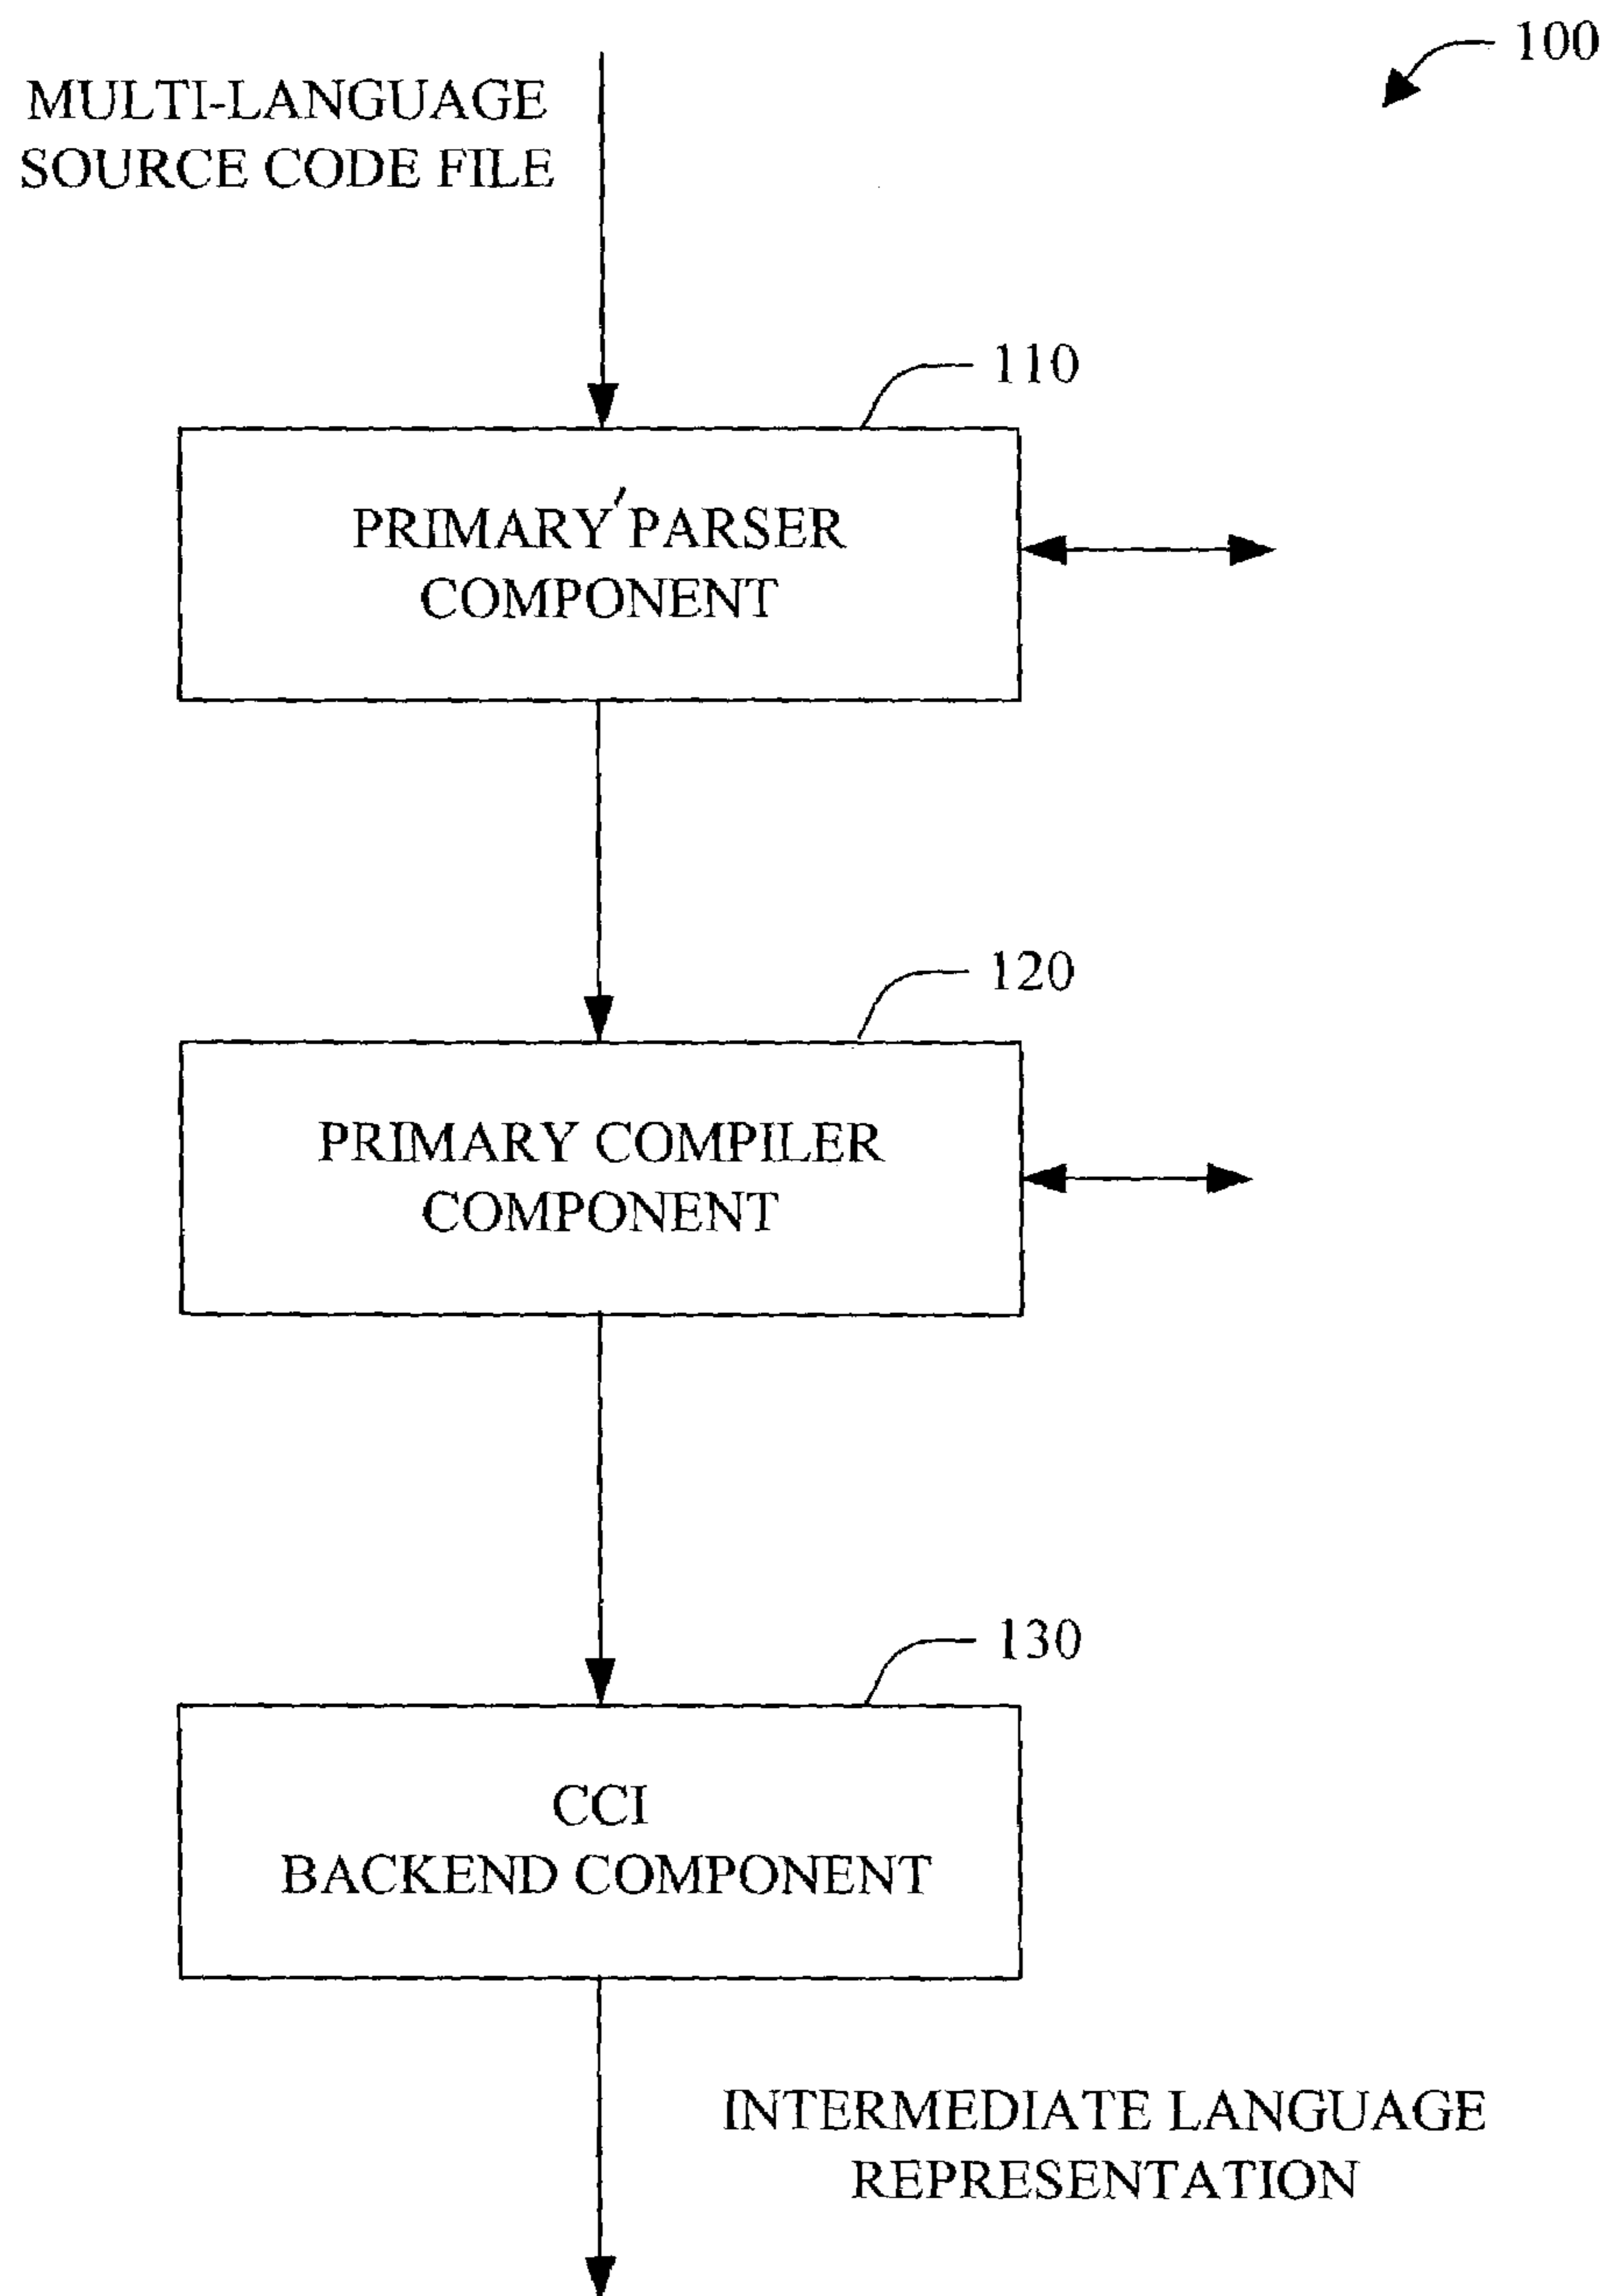 100
MULTI-LANGUAGE
SOURCE CODE FILE
110
PRIMARY PARSER
COMPONENT
120
PRIMARY COMPILER
COMPONENT
130
CCI
BACKEND COMPONENT
INTERMEDIATE LANGUAGE
REPRESENTATION